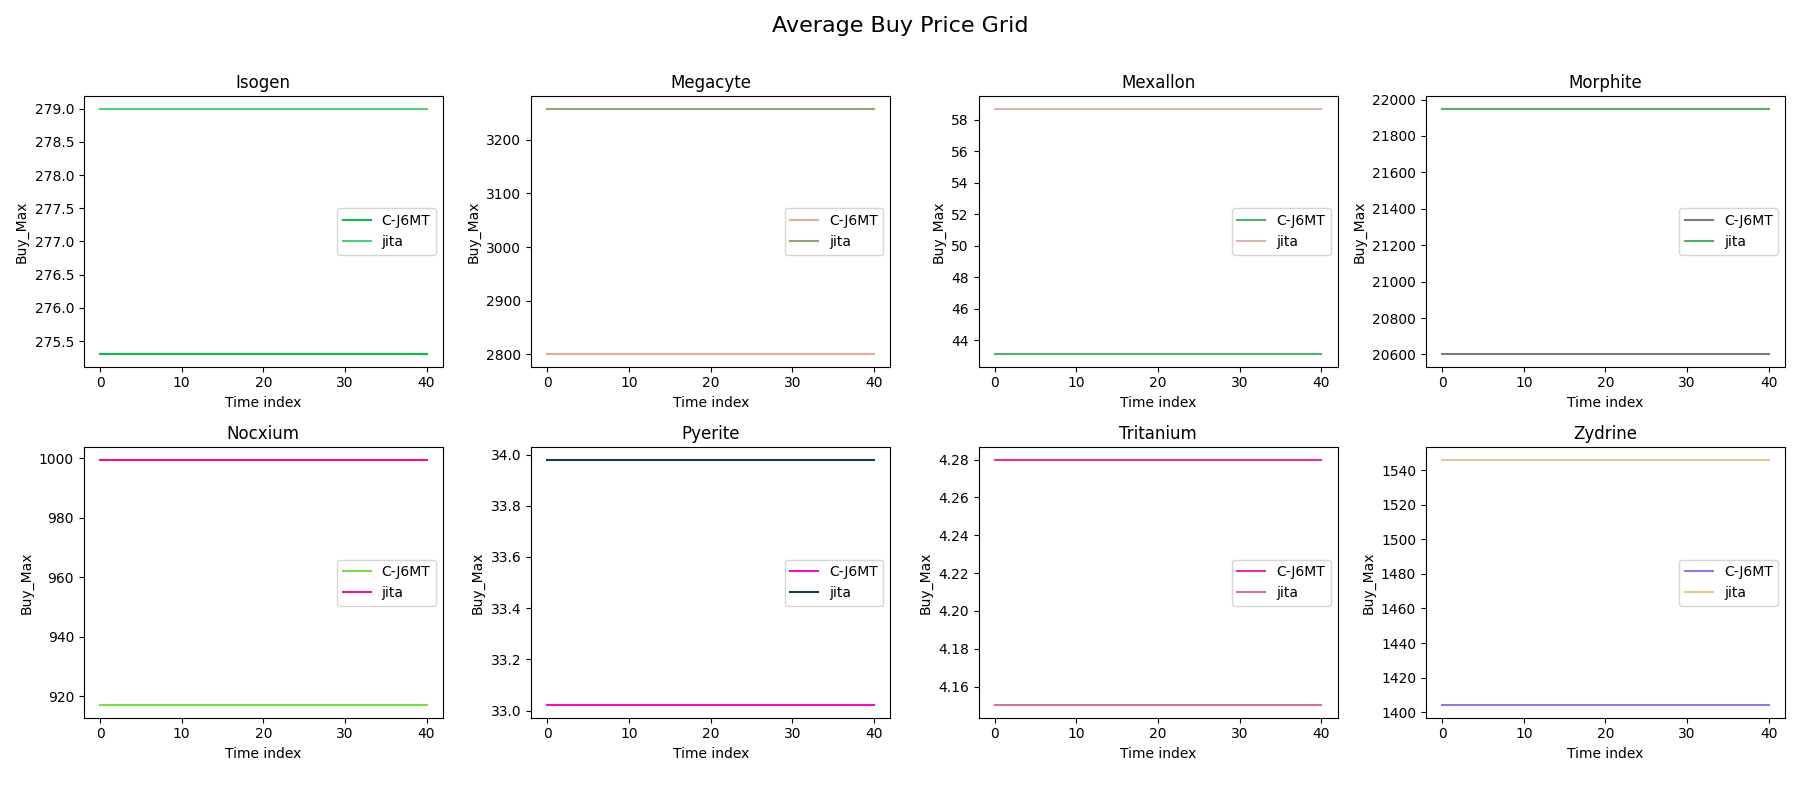 Average Buy Price Grid
Isogen
279.0
278.5
278.0
277.5
277.0
276.5
276.0
275.5
Buy_Max
0 10 20 30 40
Time index
C-J6MT
jita
Megacyte
3200
3100
3000
2900
2800
Buy_Max
0 10 20 30 40
Time index
C-J6MT
jita
Mexallon
58
56
54
52
50
48
46
44
Buy_Max
0 10 20 30 40
Time index
C-J6MT
jita
Morphite
22000
21800
21600
21400
21200
21000
20800
20600
Buy_Max
0 10 20 30 40
Time index
C-J6MT
jita
Nocxium
1000
980
960
940
920
Buy_Max
0 10 20 30 40
Time index
C-J6MT
jita
Pyerite
34.0
33.8
33.6
33.4
33.2
33.0
Buy_Max
0 10 20 30 40
Time index
C-J6MT
jita
Tritanium
4.28
4.26
4.24
4.22
4.20
4.18
4.16
Buy_Max
0 10 20 30 40
Time index
C-J6MT
jita
Zydrine
1540
1520
1500
1480
1460
1440
1420
1400
Buy_Max
0 10 20 30 40
Time index
C-J6MT
jita